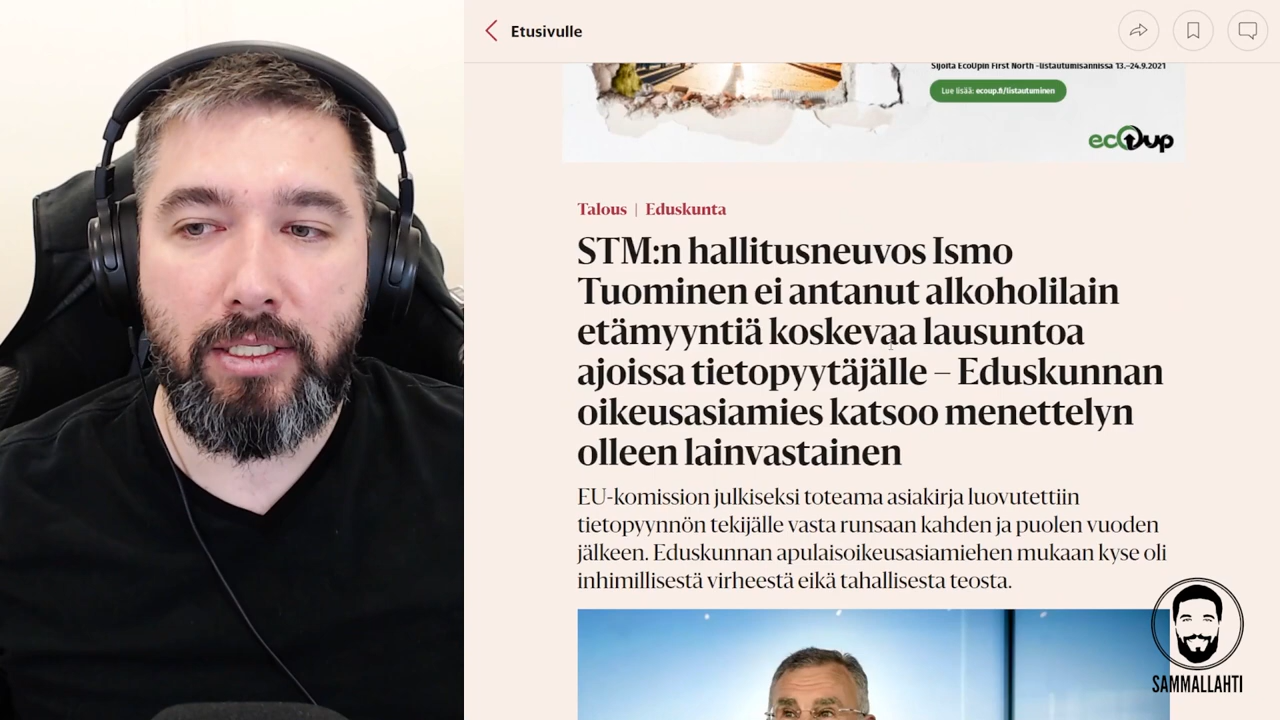 Etusivulle
Sijoita EcoUpin First North -listautumisannissa 13.–24.9.2021
Lue lisää: ecoup.fi/listautuminen
ecoup
Talous | Eduskunta
STM:n hallitusneuvos Ismo
Tuominen ei antanut alkoholilain
etämyyntiä koskevaa lausuntoa
ajoissa tietopyytäjälle – Eduskunnan
oikeusasiamies katsoo menettelyn
olleen lainvastainen
EU-komission julkiseksi toteama asiakirja luovutettiin
tietopyynnön tekijälle vasta runsaan kahden ja puolen vuoden
jälkeen. Eduskunnan apulaisoikeusasiamiehen mukaan kyse oli
inhimillisestä virheestä eikä tahallisesta teosta.
SAMMALLAHTI